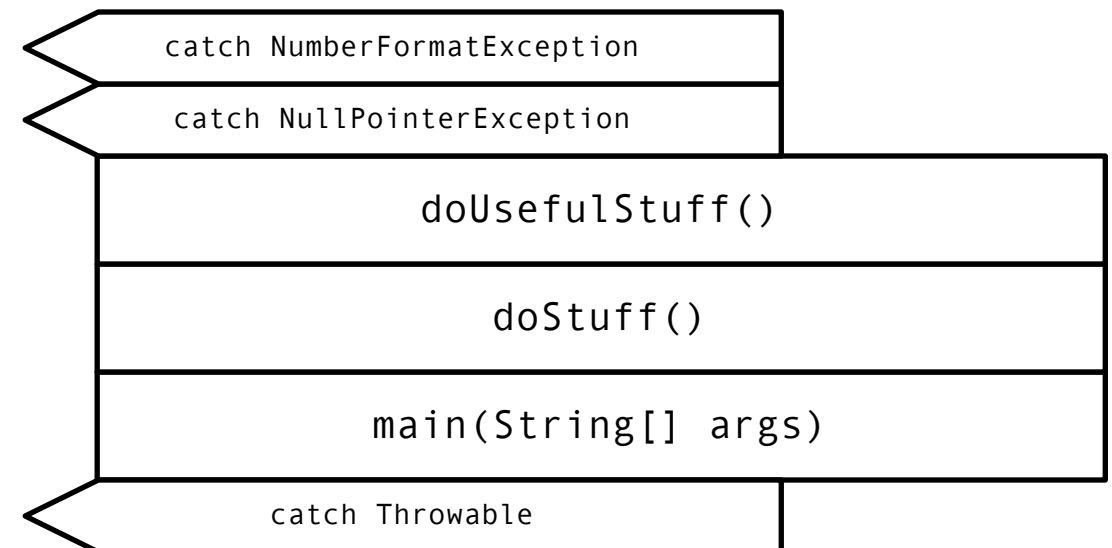 catch NumberFormatException
catch NullPointerException
doUsefulStuff()
doStuff()
main(String[] args)
catch Throwable